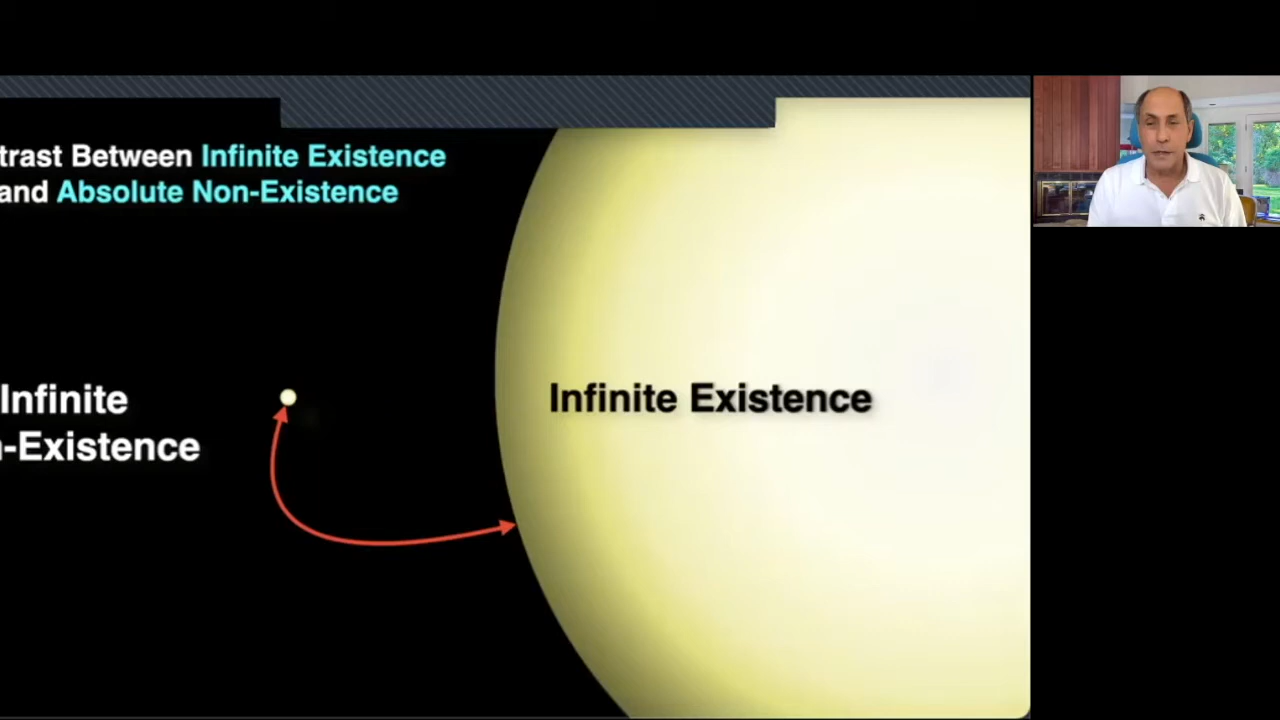 trast Between Infinite Existence
and Absolute Non-Existence
Infinite
-Existence
Infinite Existence